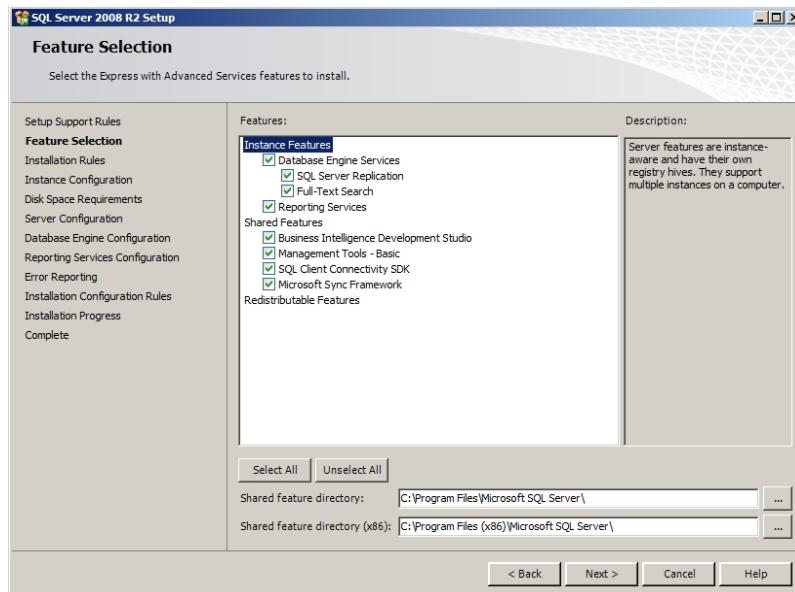 SQL Server 2008 R2 Setup
Feature Selection
Select the Express with Advanced Services features to install.
Setup Support Rules
Feature Selection
Installation Rules
Instance Configuration
Disk Space Requirements
Server Configuration
Database Engine Configuration
Reporting Services Configuration
Error Reporting
Installation Configuration Rules
Installation Progress
Complete
Features:
Instance Features
Database Engine Services
SQL Server Replication
Full-Text Search
Reporting Services
Shared Features
Business Intelligence Development Studio
Management Tools - Basic
SQL Client Connectivity SDK
Microsoft Sync Framework
Redistributable Features
Description:
Server features are instance-
aware and have their own
registry hives. They support
multiple instances on a computer.
Select All Unselect All
Shared feature directory: C:\Program Files\Microsoft SQL Server\ ...
Shared feature directory (x86): C:\Program Files (x86)\Microsoft SQL Server\ ...
< Back Next > Cancel Help